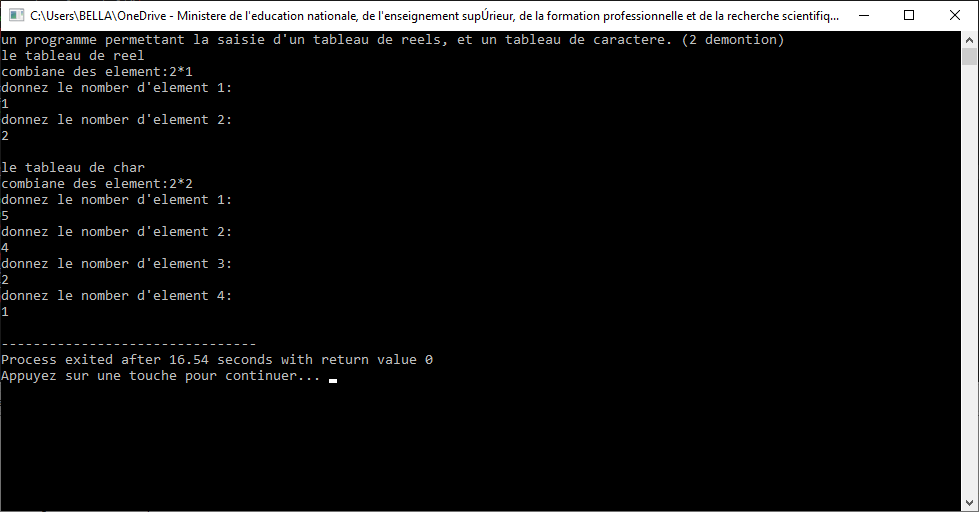 C:\Users\BELLA\OneDrive - Ministere de l'education nationale, de l'enseignement supÚrieur, de la formation professionnelle et de la recherche scientifiq...
un programme permettant la saisie d'un tableau de reels, et un tableau de caractere. (2 demontion)
le tableau de reel
combiane des element:2*1
donnez le nomber d'element 1:
1
donnez le nomber d'element 2:
2
le tableau de char
combiane des element:2*2
donnez le nomber d'element 1:
5
donnez le nomber d'element 2:
4
donnez le nomber d'element 3:
2
donnez le nomber d'element 4:
1
--------------------------------
Process exited after 16.54 seconds with return value 0
Appuyez sur une touche pour continuer...